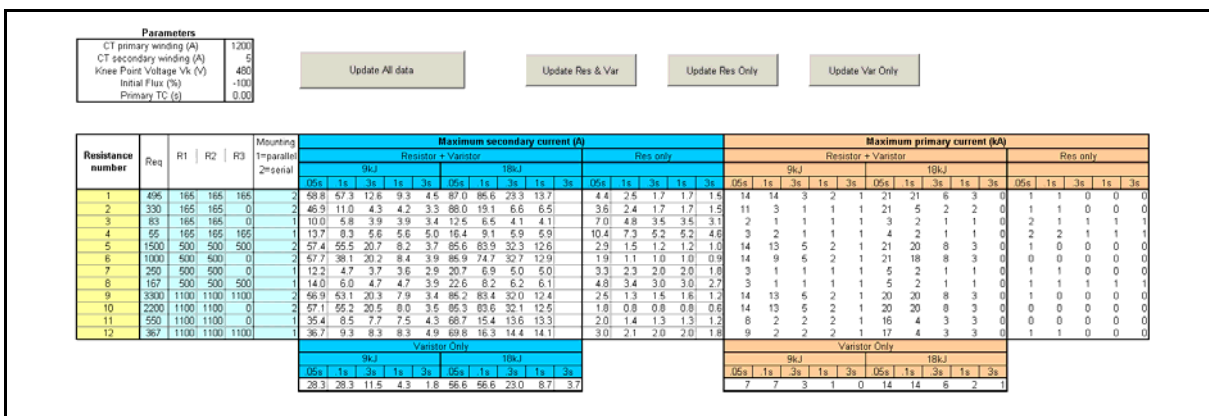 Parameters
CT primary winding (A) 1200
CT secondary winding (A) 5
Knee Point Voltage Vk (V) 480
Initial Flux (%) -100
Primary TC (s) 0.00
Update All data Update Res & Var Update Res Only Update Var Only
Resistance number Req R1 R2 R3 Mounting 1=parallel 2=serial Maximum secondary current (A) Maximum primary current (kA)
Resistor + Varistor Res only Resistor + Varistor Res only
9kJ 18kJ 9kJ 18kJ
.05s .1s .3s 1s 3s .05s .1s .3s 1s 3s .05s .1s .3s 1s 3s .05s .1s .3s 1s 3s .05s .1s .3s 1s 3s .05s .1s .3s 1s 3s
1 495 165 165 165 2 58.8 57.3 12.6 9.3 4.5 87.0 85.6 23.3 13.7 4.4 2.5 1.7 1.7 1.5 14 14 3 2 1 21 21 6 3 0 1 1 0 0 0
2 330 165 165 0 2 46.9 11.0 4.3 4.2 3.3 88.0 19.1 6.6 6.5 3.6 2.4 1.7 1.7 1.5 11 3 1 1 1 21 5 2 2 0 1 1 0 0 0
3 83 165 165 0 1 10.0 5.8 3.9 3.9 3.4 12.5 6.5 4.1 4.1 7.0 4.8 3.5 3.5 3.1 2 1 1 1 1 3 2 1 1 0 2 1 1 1 1
4 55 165 165 165 1 13.7 8.3 5.6 5.6 5.0 16.4 9.1 5.9 5.9 10.4 7.3 5.2 5.2 4.6 3 2 1 1 1 4 2 1 1 0 2 2 1 1 1
5 1500 500 500 500 2 57.4 55.5 20.7 8.2 3.7 85.6 83.9 32.3 12.6 2.9 1.5 1.2 1.2 1.0 14 13 5 2 1 21 20 8 3 0 1 0 0 0 0
6 1000 500 500 0 2 57.7 38.1 20.2 8.4 3.9 85.9 74.7 32.7 12.9 1.9 1.1 1.0 1.0 0.9 14 9 5 2 1 21 18 8 3 0 0 0 0 0 0
7 250 500 500 0 1 12.2 4.7 3.7 3.6 2.9 20.7 6.9 5.0 5.0 3.3 2.3 2.0 2.0 1.8 3 1 1 1 1 5 2 1 1 0 1 1 0 0 0
8 167 500 500 500 1 14.0 6.0 4.7 4.7 3.9 22.6 8.2 6.2 6.1 4.8 3.4 3.0 3.0 2.7 3 1 1 1 1 5 2 1 1 0 1 1 1 1 1
9 3300 1100 1100 1100 2 56.9 53.1 20.3 7.9 3.4 85.2 83.4 32.0 12.4 2.5 1.3 1.5 1.6 1.2 14 13 5 2 1 20 20 8 3 0 1 0 0 0 0
10 2200 1100 1100 0 2 57.1 55.2 20.5 8.0 3.5 85.3 83.6 32.1 12.5 1.8 0.8 0.8 0.8 0.6 14 13 5 2 1 20 20 8 3 0 0 0 0 0 0
11 550 1100 1100 0 1 35.4 8.5 7.7 7.5 4.3 68.7 15.4 13.6 13.3 2.0 1.4 1.3 1.3 1.2 8 2 2 2 1 16 4 3 3 0 0 0 0 0 0
12 367 1100 1100 1100 1 36.7 9.3 8.3 8.3 4.9 69.8 16.3 14.4 14.1 3.0 2.1 2.0 2.0 1.8 9 2 2 2 1 17 4 3 3 0 1 1 0 0 0
Varistor Only Varistor Only
9kJ 18kJ 9kJ 18kJ
.05s .1s .3s 1s 3s .05s .1s .3s 1s 3s .05s .1s .3s 1s 3s .05s .1s .3s 1s 3s
28.3 28.3 11.5 4.3 1.8 56.6 56.6 23.0 8.7 3.7 7 7 3 1 0 14 14 6 2 1